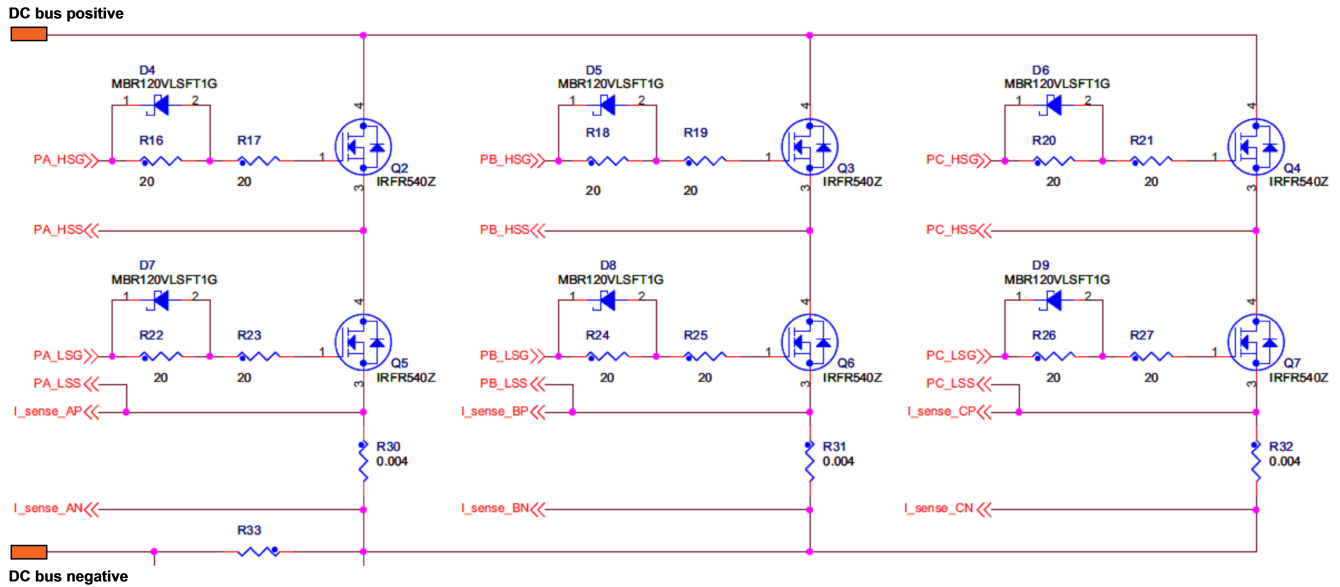 DC bus positive
D4
MBR120VLSFT1G
1 2
R16 R17
PA_HSG
20 20
4
1
3
Q2
IRFR540Z
PA_HSS
D5
MBR120VLSFT1G
1 2
R18 R19
PB_HSG
20 20
4
1
3
Q3
IRFR540Z
PB_HSS
D6
MBR120VLSFT1G
1 2
R20 R21
PC_HSG
20 20
4
1
3
Q4
IRFR540Z
PC_HSS
D7
MBR120VLSFT1G
1 2
R22 R23
PA_LSG
20 20
4
1
3
Q5
IRFR540Z
PA_LSS
I_sense_AP
R30
0.004
I_sense_AN
D8
MBR120VLSFT1G
1 2
R24 R25
PB_LSG
20 20
4
1
3
Q6
IRFR540Z
PB_LSS
I_sense_BP
R31
0.004
I_sense_BN
D9
MBR120VLSFT1G
1 2
R26 R27
PC_LSG
20 20
4
1
3
Q7
IRFR540Z
PC_LSS
I_sense_CP
R32
0.004
I_sense_CN
R33
DC bus negative